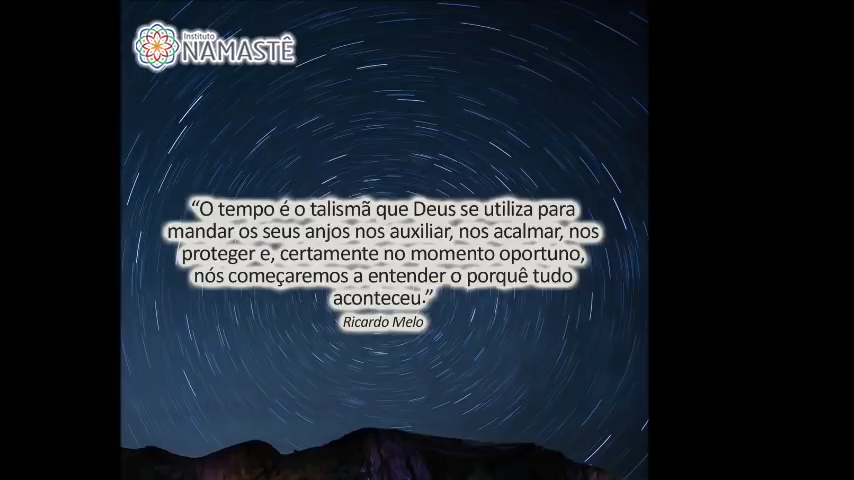 Instituto
NAMASTÊ
“O tempo é o talismã que Deus se utiliza para
mandar os seus anjos nos auxiliar, nos acalmar, nos
proteger e, certamente no momento oportuno,
nós começaremos a entender o porquê tudo
aconteceu.”
Ricardo Melo